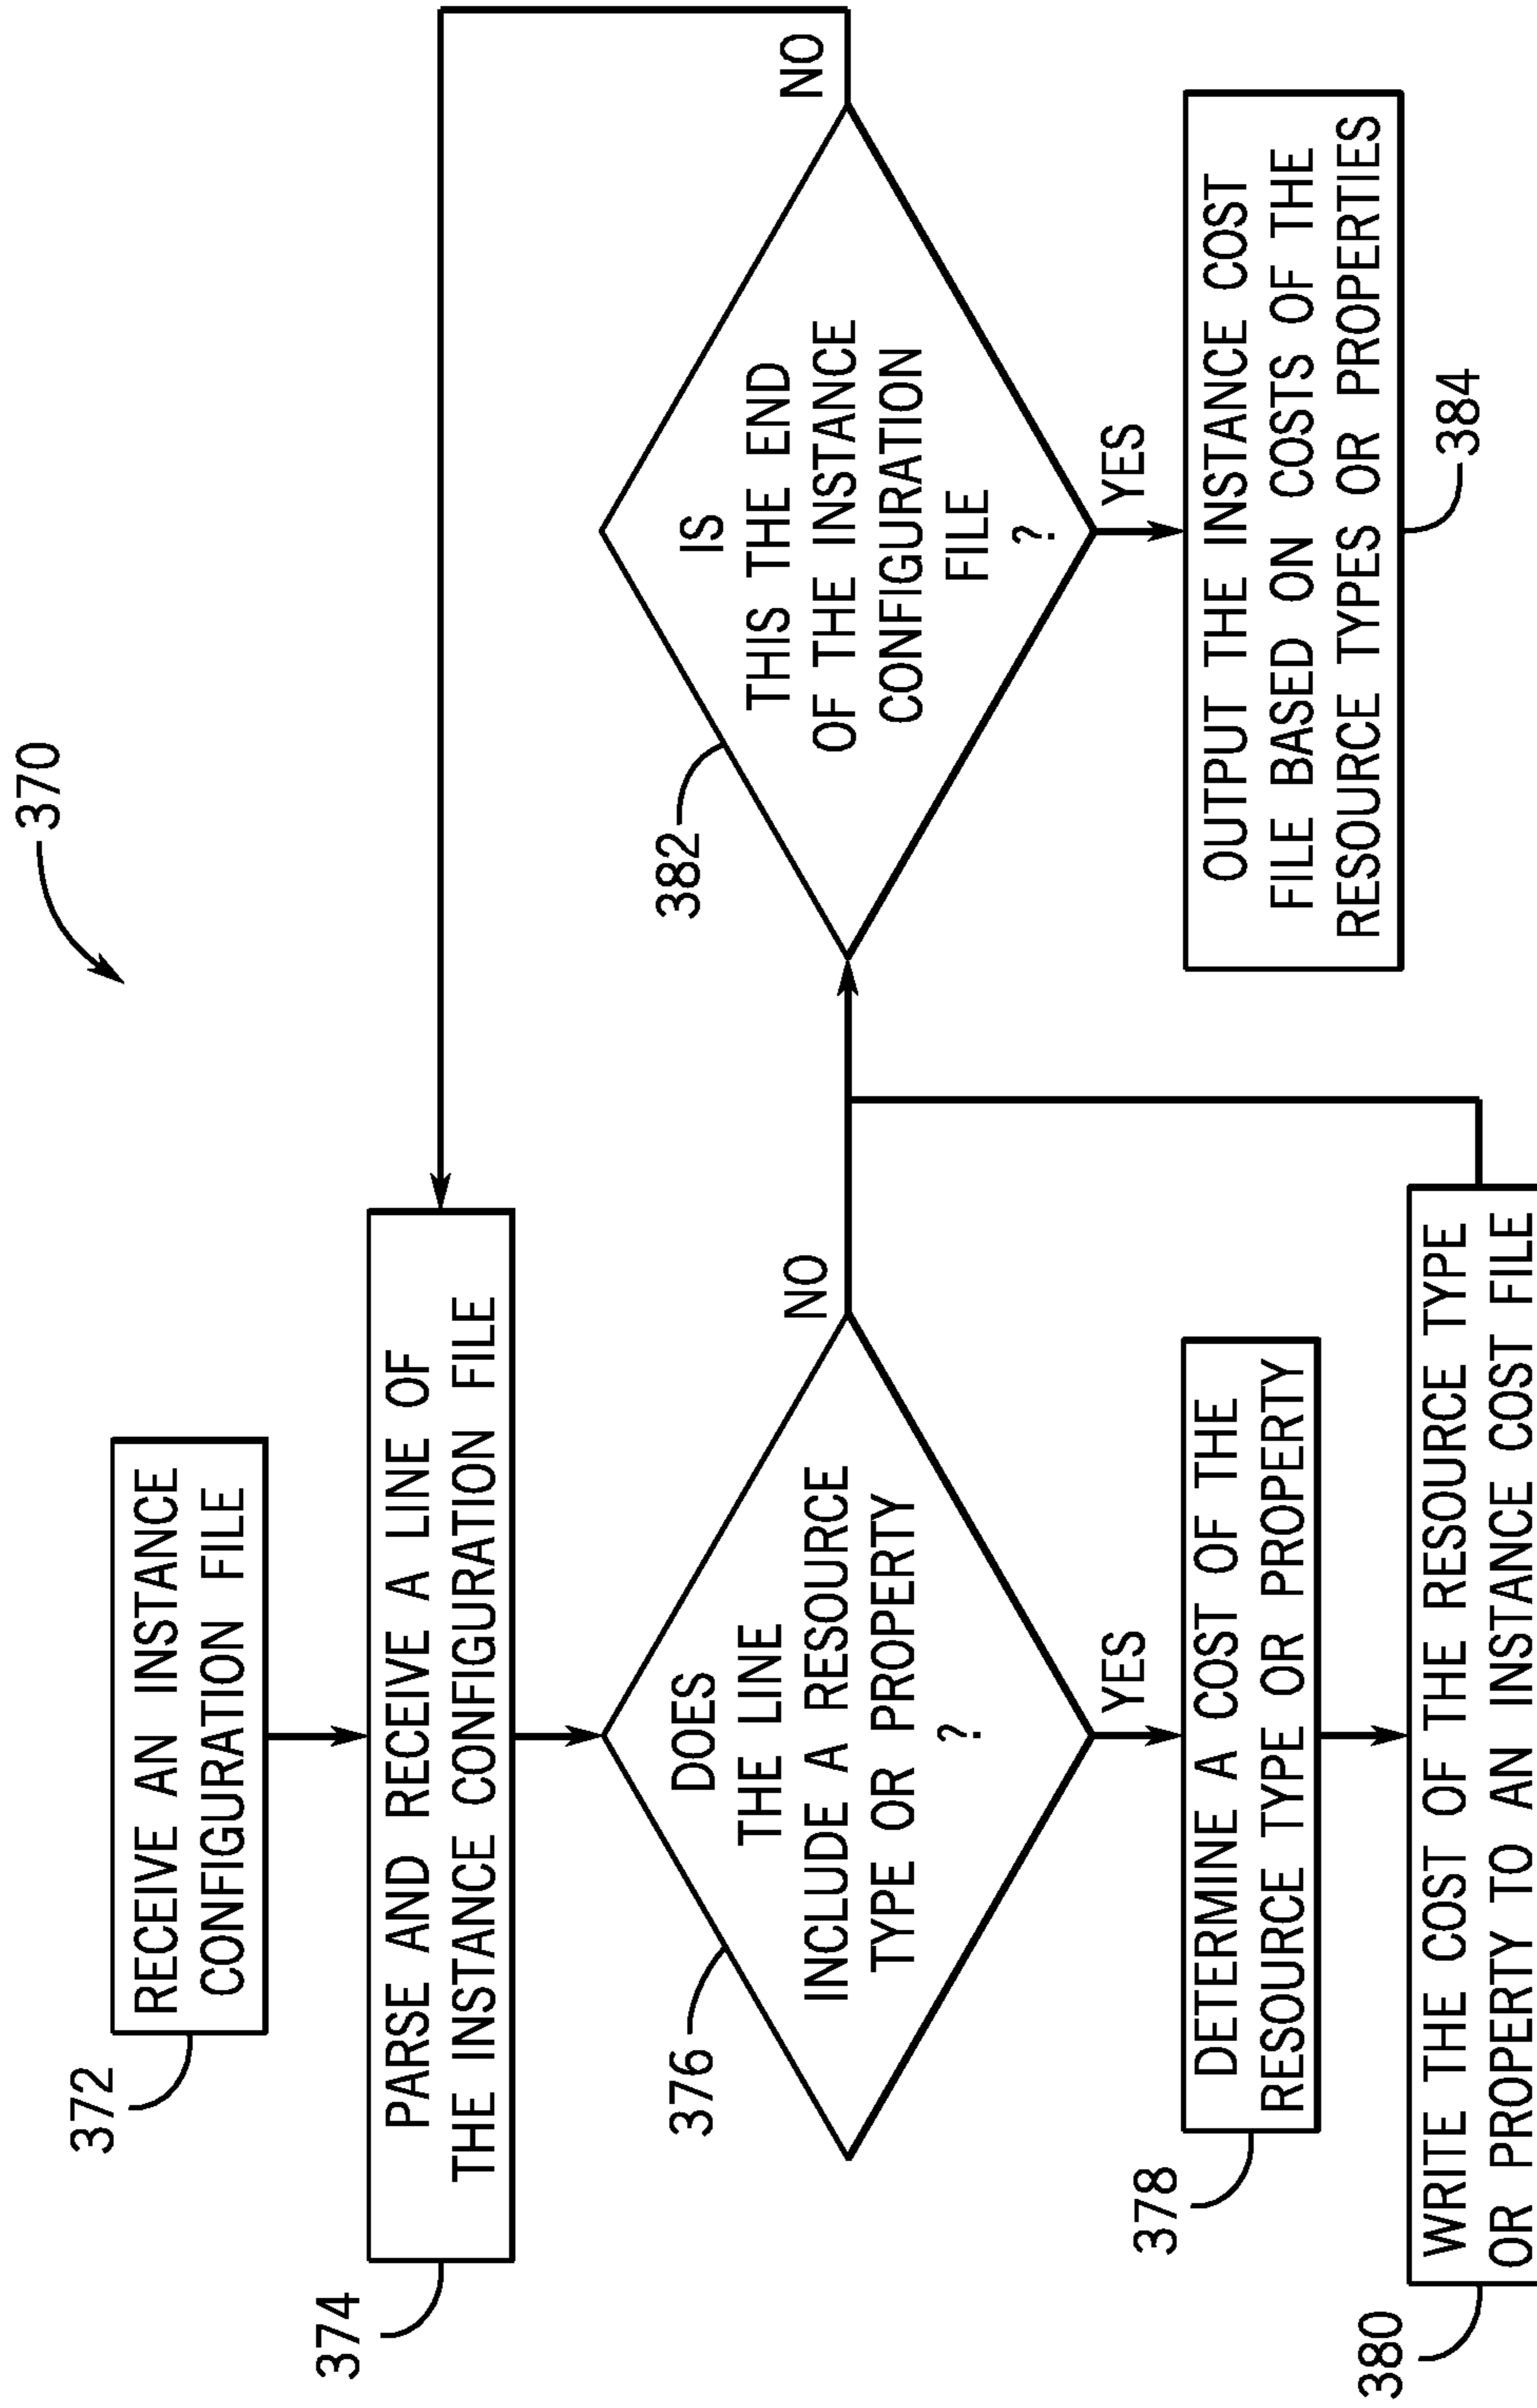 370
372
RECEIVE AN INSTANCE
CONFIGURATION FILE
374
PARSE AND RECEIVE A LINE OF
THE INSTANCE CONFIGURATION FILE
376
DOES
THE LINE
INCLUDE A RESOURCE
TYPE OR PROPERTY
?
NO
YES
378
DETERMINE A COST OF THE
RESOURCE TYPE OR PROPERTY
380
WRITE THE COST OF THE RESOURCE TYPE
OR PROPERTY TO AN INSTANCE COST FILE
382
IS
THIS THE END
OF THE INSTANCE
CONFIGURATION
FILE
?
NO
YES
OUTPUT THE INSTANCE COST
FILE BASED ON COSTS OF THE
RESOURCE TYPES OR PROPERTIES
384